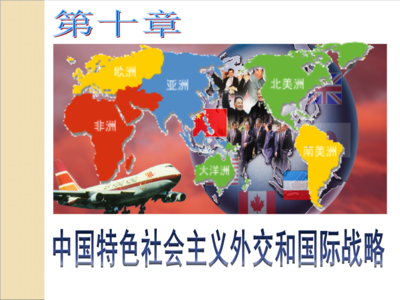 第十章
欧洲
亚洲
北美洲
非洲
大洋洲
南美洲
中国特色社会主义外交和国际战略